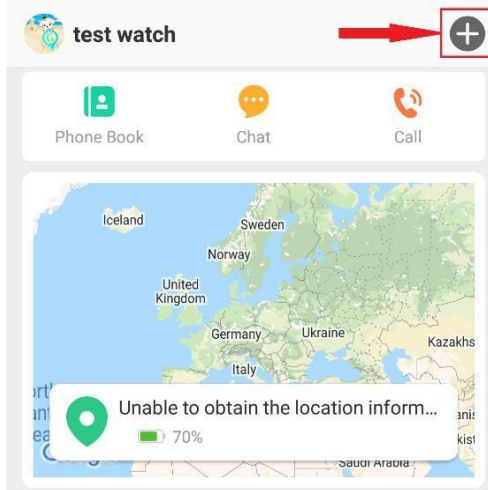 test watch
Phone Book
Chat
Call
Iceland
Sweden
Norway
United
Kingdom
Germany
Ukraine
Kazakhs
Italy
Unable to obtain the location inform...
70%
Saudi Arabia